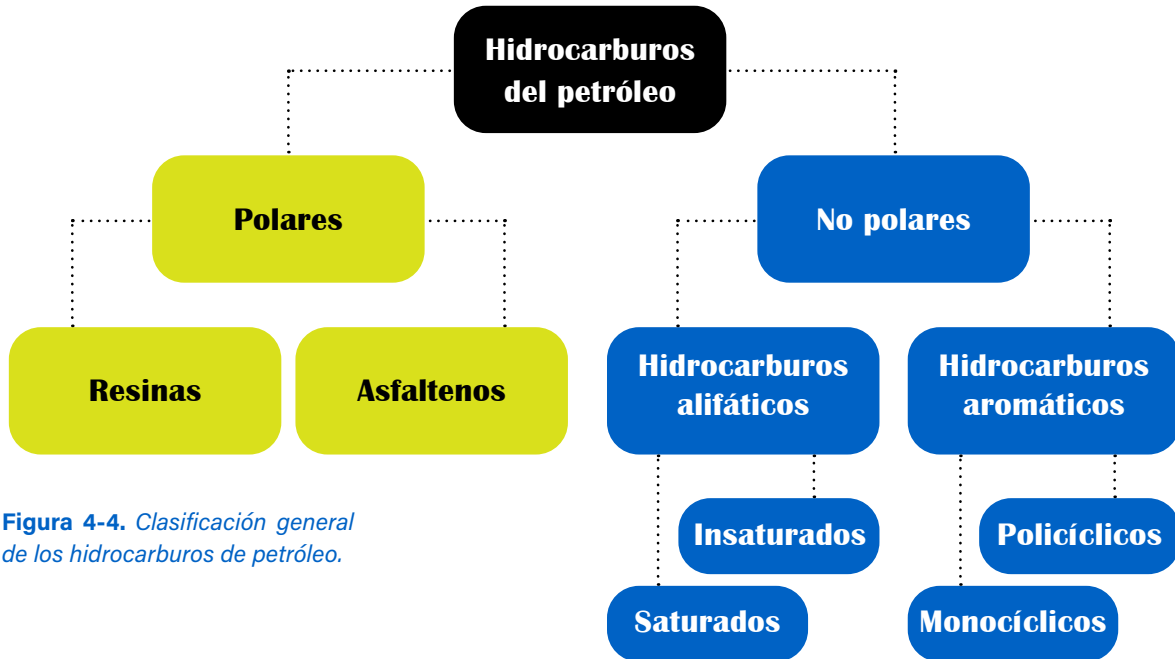 Hidrocarburos
del petróleo
Polares
No polares
Resinas
Asfaltenos
Hidrocarburos
alifáticos
Hidrocarburos
aromáticos
Insaturados
Policíclicos
Saturados
Monocíclicos
Figura 4-4. Clasificación general
de los hidrocarburos de petróleo.